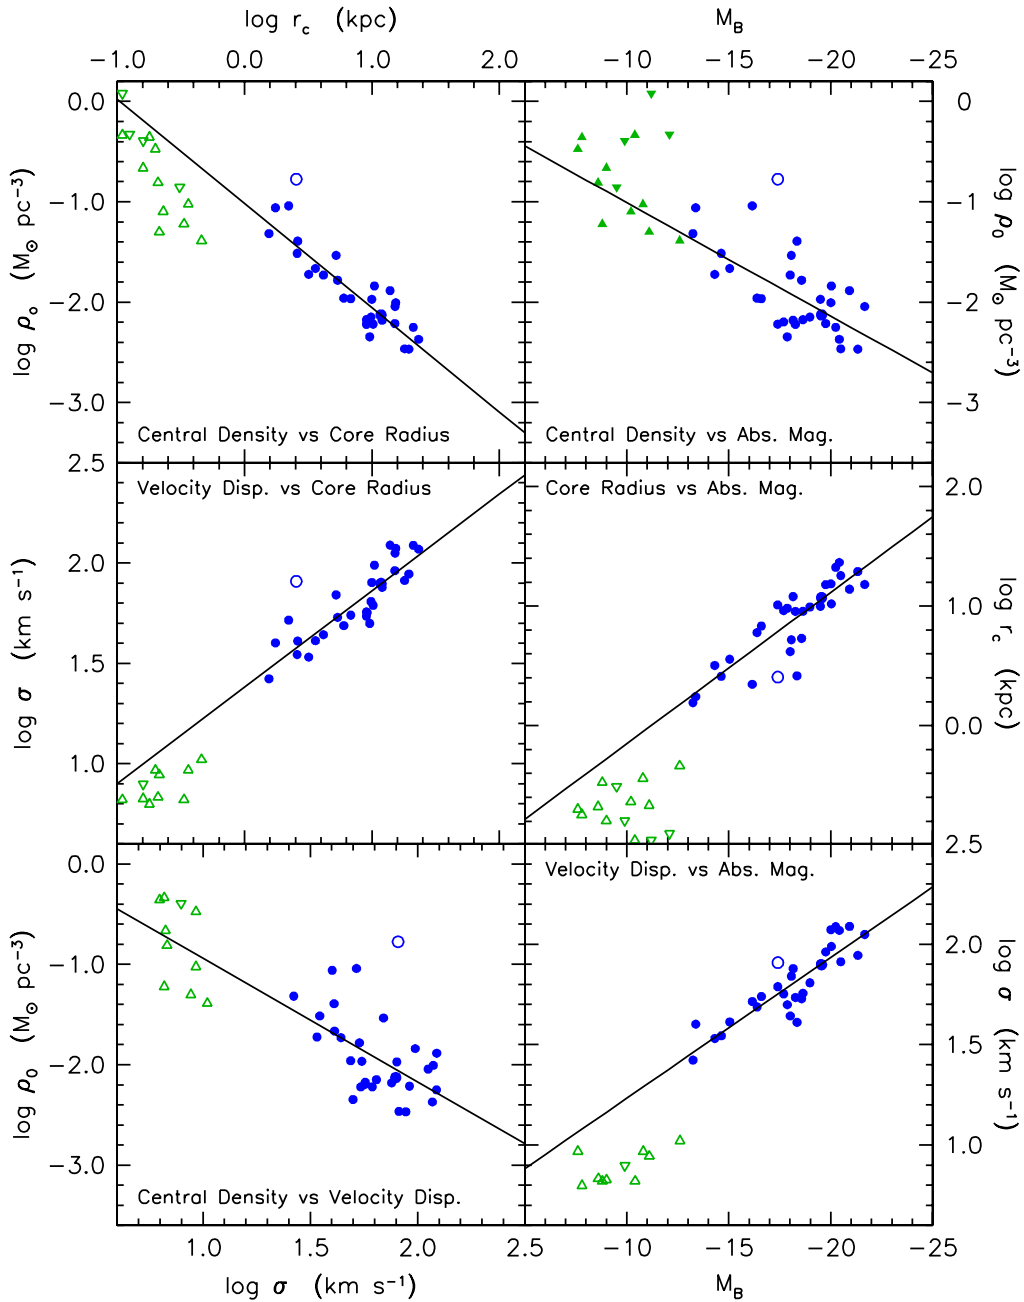 log r_c (kpc) M_B
−1.0 0.0 1.0 2.0 −10 −15 −20 −25
0.0 −1.0 −2.0 −3.0
log ρ_0 (M_⊙ pc⁻³)
Central Density vs Core Radius
Central Density vs Abs. Mag.
0 −1 −2 −3
log ρ_0 (M_⊙ pc⁻³)
2.5 2.0 1.5 1.0
log σ (km s⁻¹)
Velocity Disp. vs Core Radius
Core Radius vs Abs. Mag.
2.0 1.0 0.0
log r_c (kpc)
0.0 −1.0 −2.0 −3.0
log ρ_0 (M_⊙ pc⁻³)
Central Density vs Velocity Disp.
Velocity Disp. vs Abs. Mag.
2.5 2.0 1.5 1.0
log σ (km s⁻¹)
1.0 1.5 2.0 2.5 −10 −15 −20 −25
log σ (km s⁻¹) M_B